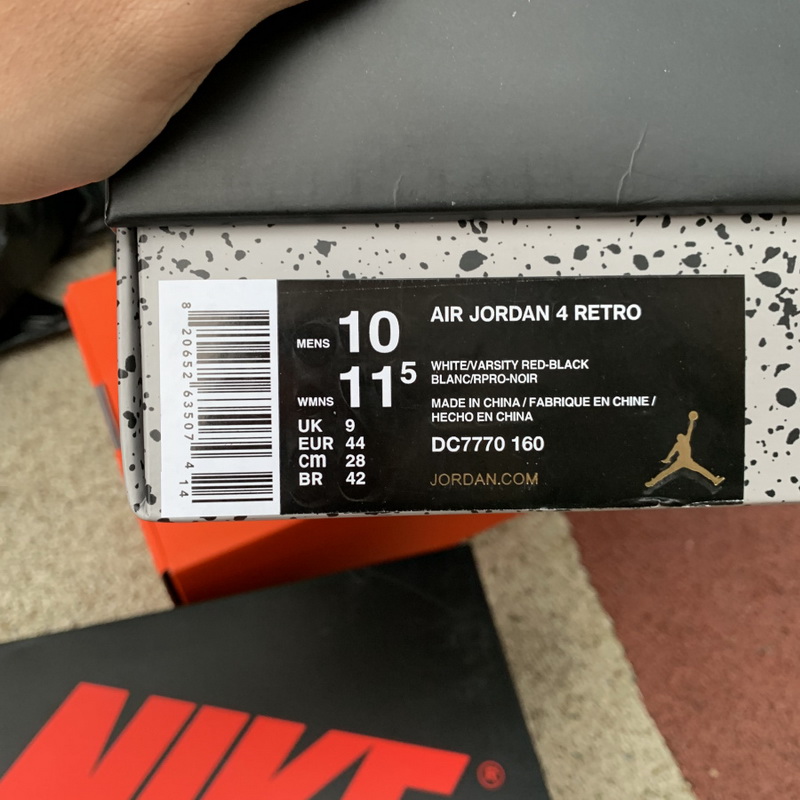 8 20652 63507 4 14
MENS 10
WMNS 11 5
UK 9
EUR 44
cm 28
BR 42
AIR JORDAN 4 RETRO
WHITE/VARSITY RED-BLACK
BLANC/RPRO-NOIR
MADE IN CHINA / FABRIQUE EN CHINE /
HECHO EN CHINA
DC7770 160
JORDAN.COM
NIKE ®